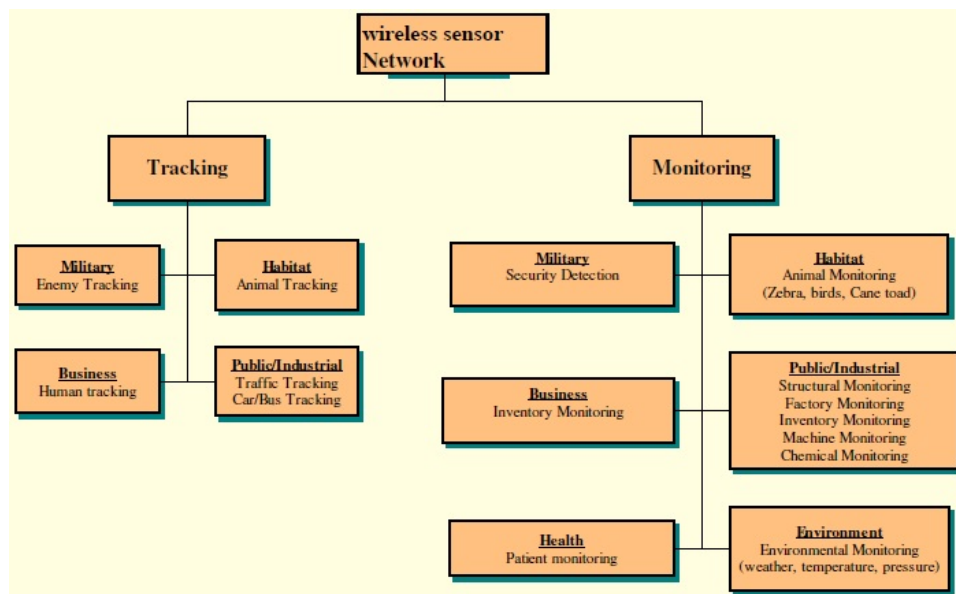 wireless sensor
Network
Tracking
Monitoring
Military
Enemy Tracking
Habitat
Animal Tracking
Business
Human tracking
Public/Industrial
Traffic Tracking
Car/Bus Tracking
Military
Security Detection
Habitat
Animal Monitoring
(Zebra, birds, Cane toad)
Business
Inventory Monitoring
Public/Industrial
Structural Monitoring
Factory Monitoring
Inventory Monitoring
Machine Monitoring
Chemical Monitoring
Health
Patient monitoring
Environment
Environmental Monitoring
(weather, temperature, pressure)